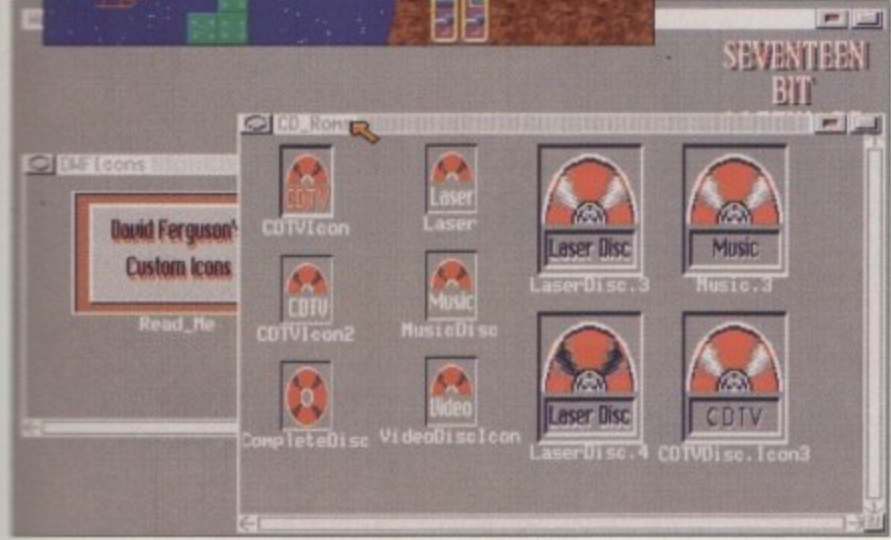 SEVENTEEN
BIT
CD_Roms
DWFIcons
David Ferguson's
Custom Icons
Read_Me
CDTV
CDTVIcon
Laser
Laser
Laser Disc
LaserDisc.3
Music
Music.3
CDTV
CDTVIcon2
Music
MusicDisc
CompleteDisc
Video
VideoDiscIcon
Laser Disc
LaserDisc.4
CDTV
CDTVDisc.Icon3